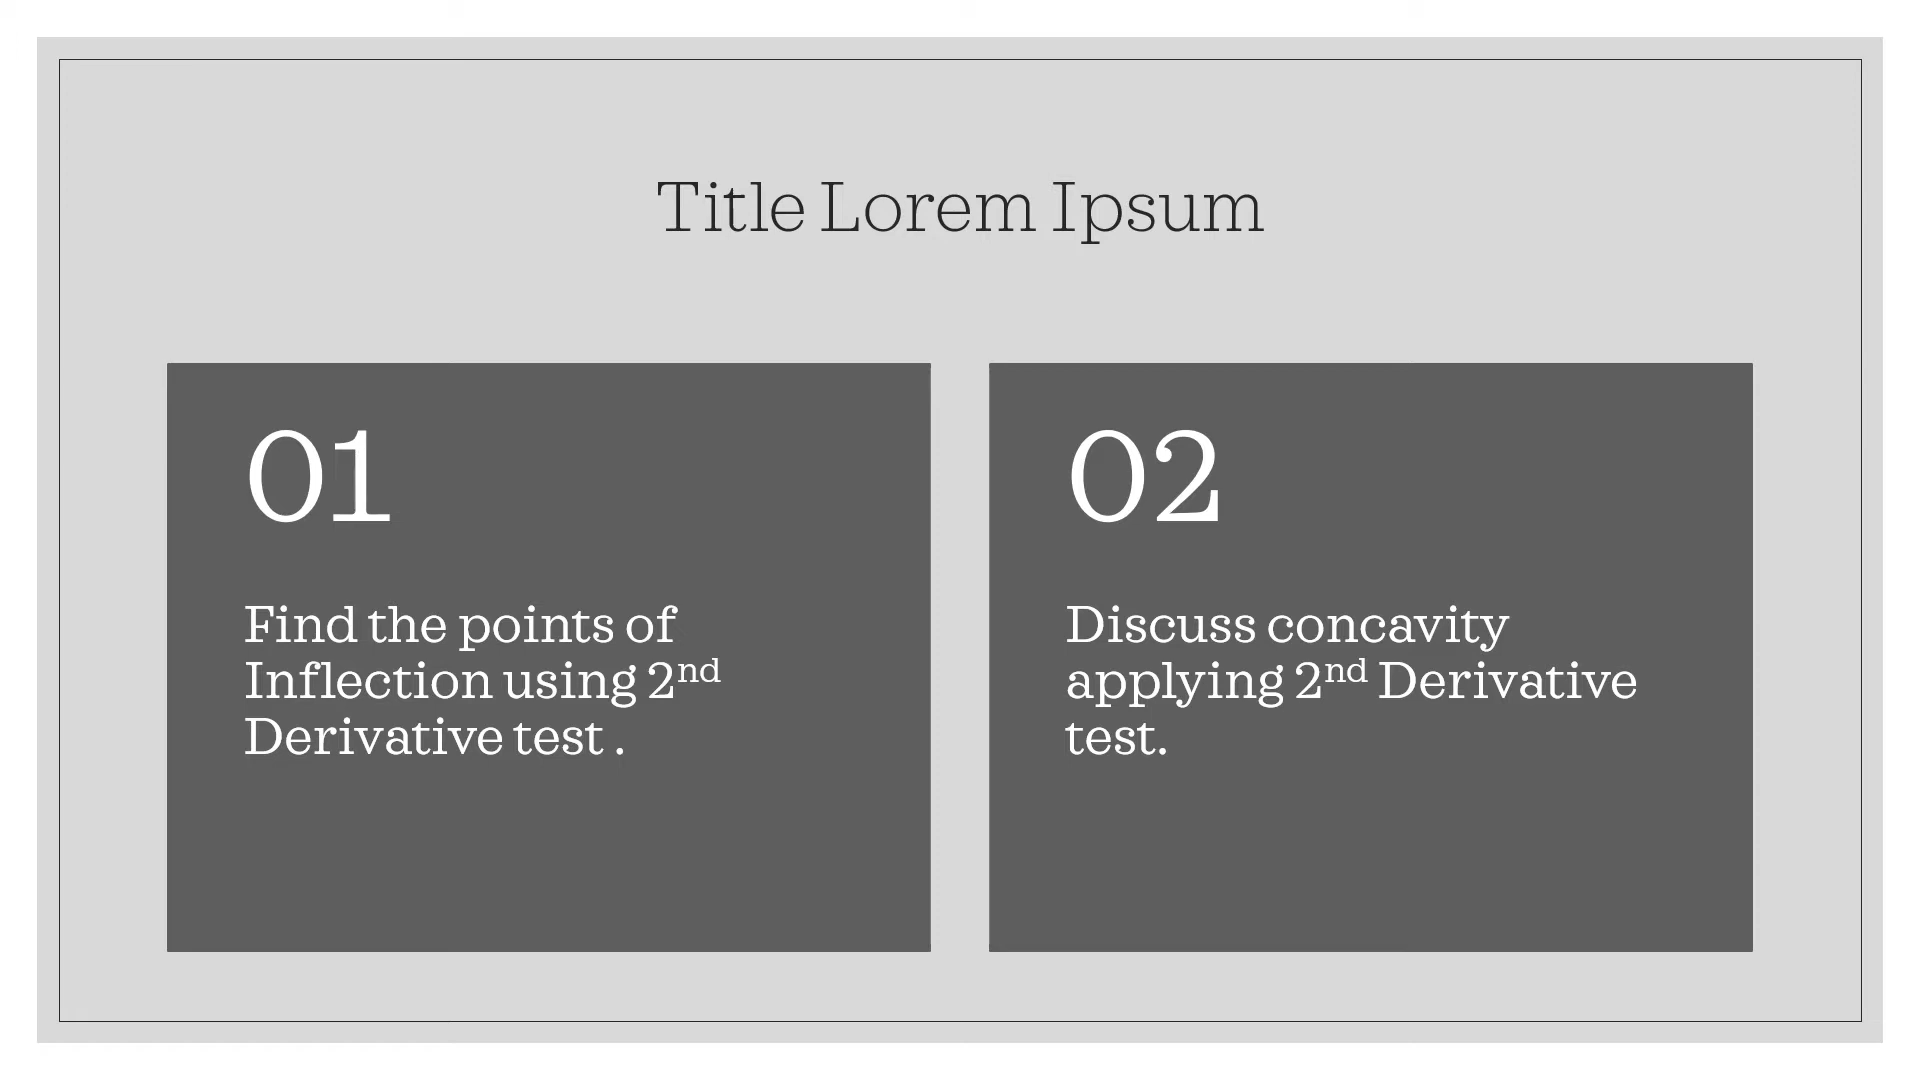 Title Lorem Ipsum
01
Find the points of
Inflection using 2nd
Derivative test .
02
Discuss concavity
applying 2nd Derivative
test.